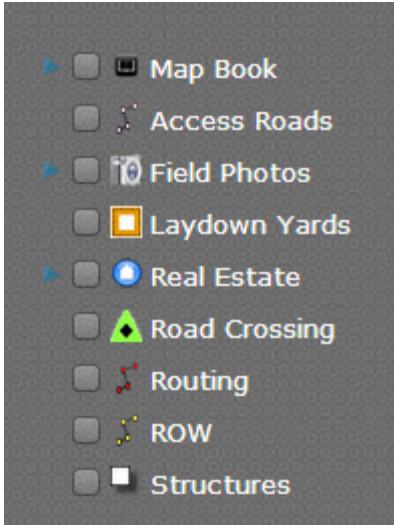 Map Book
Access Roads
Field Photos
Laydown Yards
Real Estate
Road Crossing
Routing
ROW
Structures